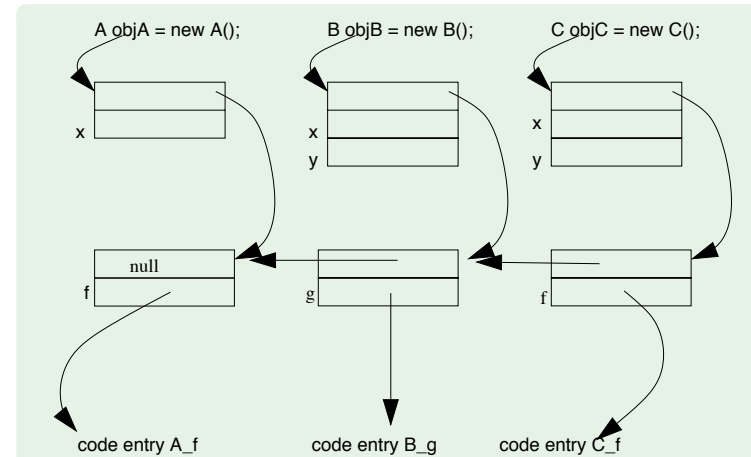 A objA = new A(); B objB = new B(); C objC = new C();
x x x
y y
null
f g f
code entry A_f code entry B_g code entry C_f